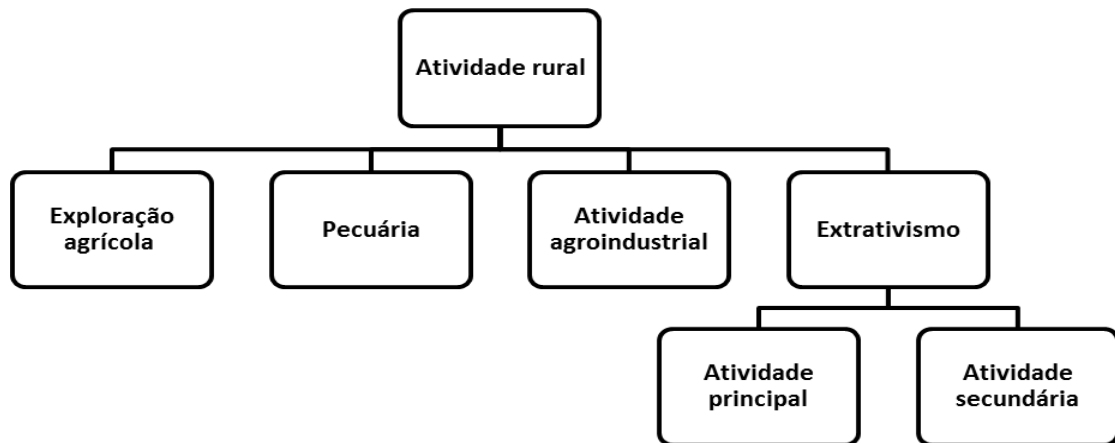 Atividade rural
Exploração
agrícola
Pecuária
Atividade
agroindustrial
Extrativismo
Atividade
principal
Atividade
secundária